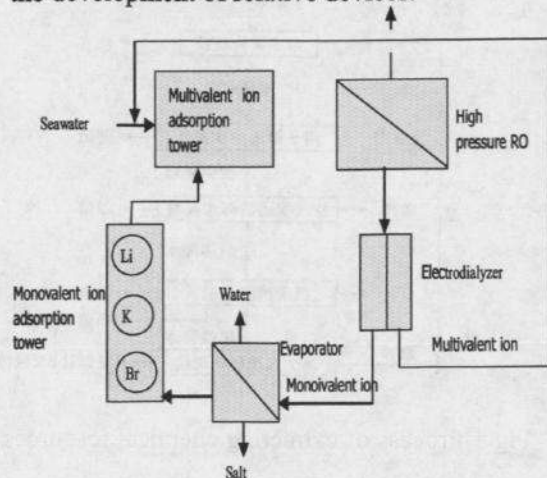 Seawater
Multivalent ion
adsorption
tower
High
pressure RO
Li
K
Br
Monovalent ion
adsorption
tower
Electrodialyzer
Water
Evaporator
Multivalent ion
Monoivalent ion
Salt